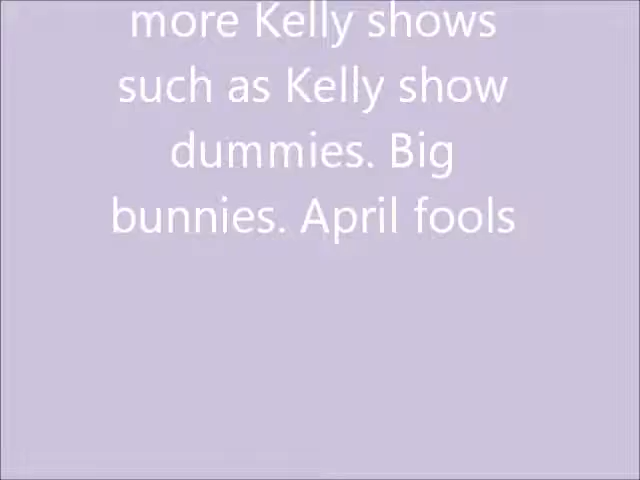 more Kelly shows
such as Kelly show
dummies. Big
bunnies. April fools